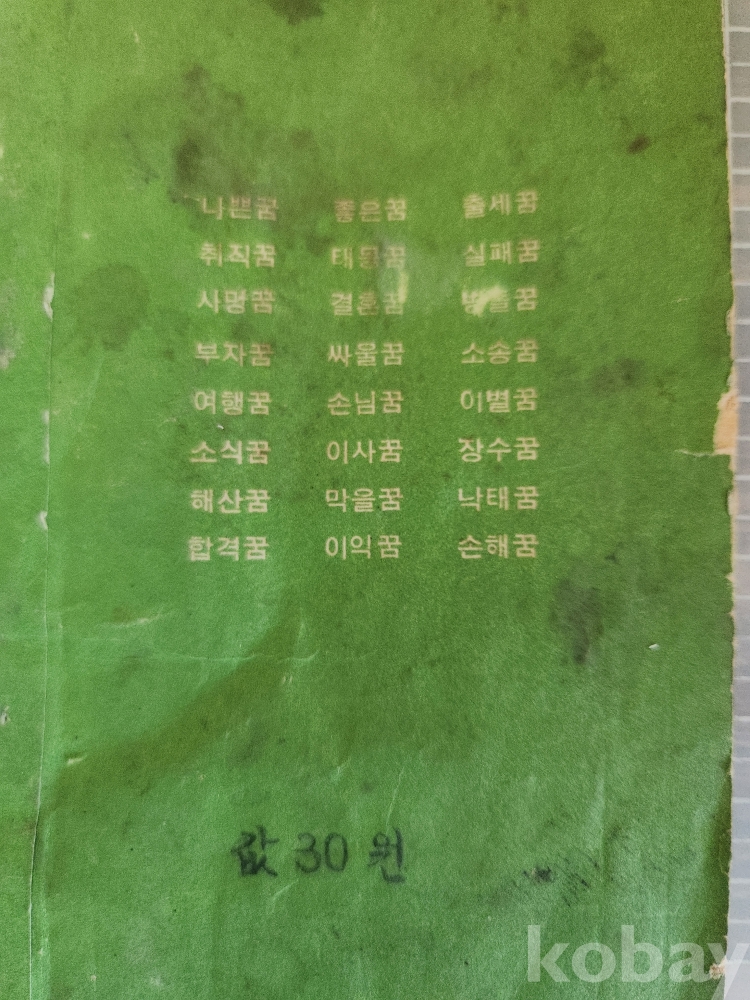 나쁜꿈 좋은꿈 출세꿈
취직꿈 태몽꿈 실패꿈
사망꿈 결혼꿈
부자꿈 싸울꿈 소송꿈
여행꿈 손님꿈 이별꿈
소식꿈 이사꿈 장수꿈
해산꿈 막을꿈 낙태꿈
합격꿈 이익꿈 손해꿈
값 30 원
kobay